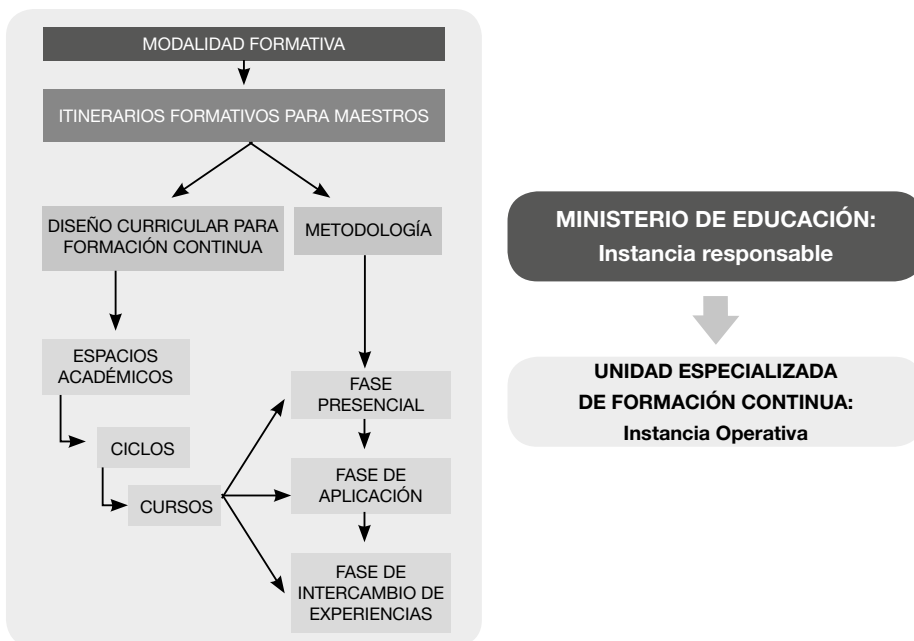 MODALIDAD FORMATIVA
ITINERARIOS FORMATIVOS PARA MAESTROS
DISEÑO CURRICULAR PARA
FORMACIÓN CONTINUA
METODOLOGÍA
ESPACIOS
ACADÉMICOS
CICLOS
CURSOS
FASE
PRESENCIAL
FASE DE
APLICACIÓN
FASE DE
INTERCAMBIO DE
EXPERIENCIAS
MINISTERIO DE EDUCACIÓN:
Instancia responsable
UNIDAD ESPECIALIZADA
DE FORMACIÓN CONTINUA:
Instancia Operativa